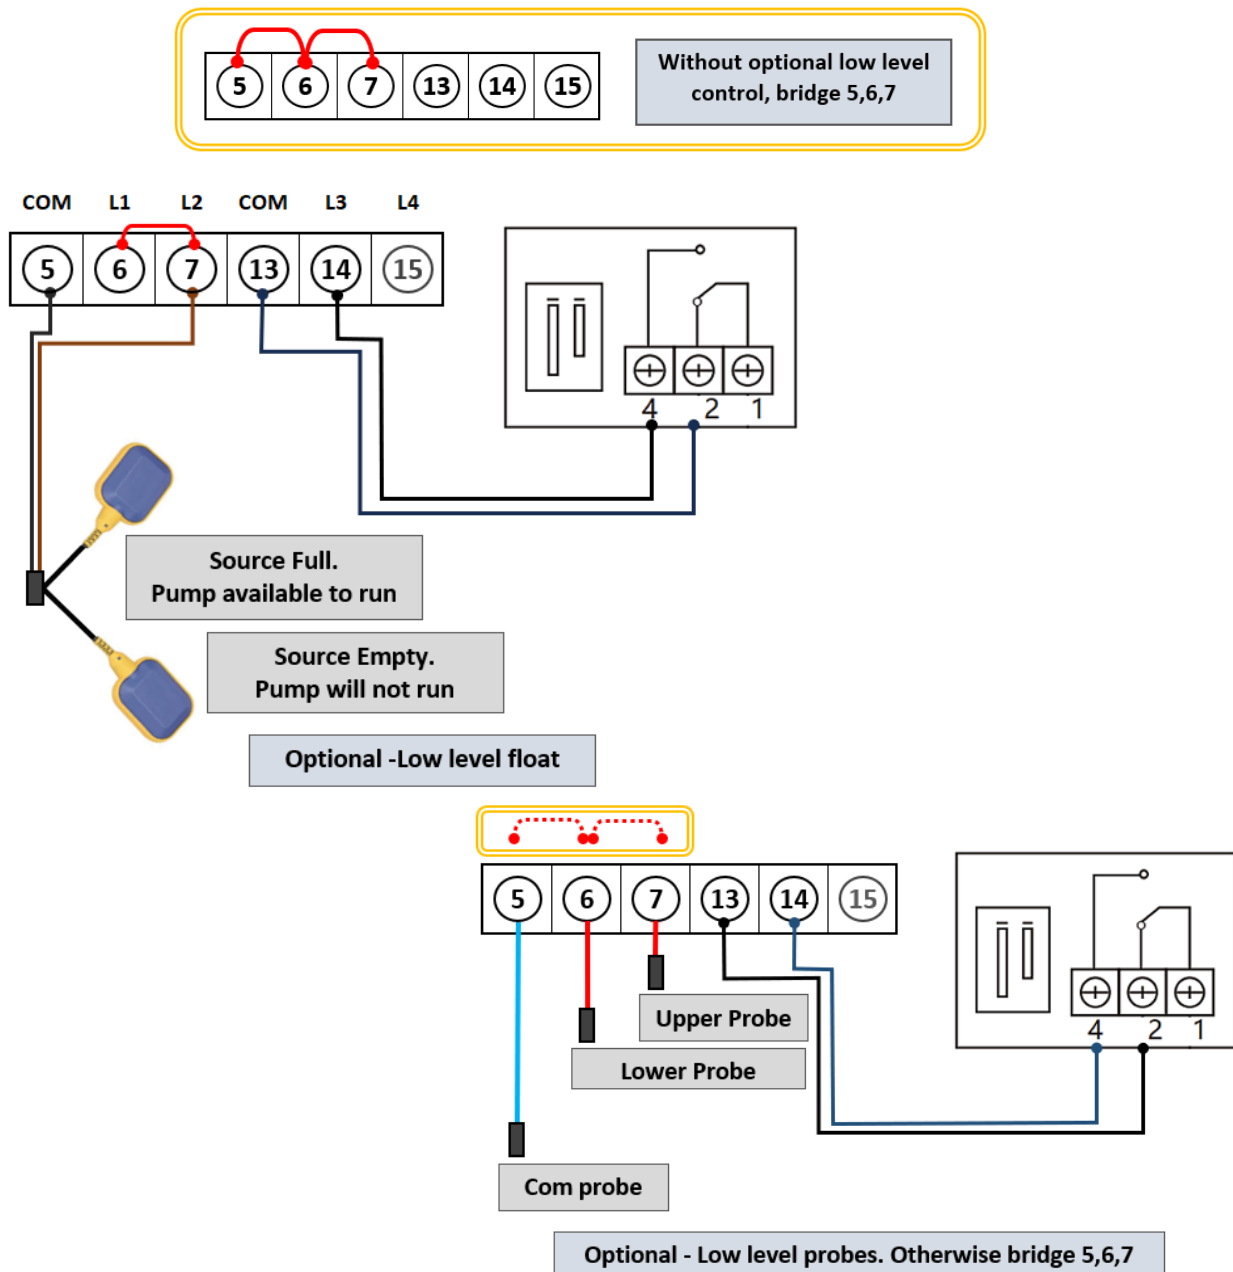 5 6 7 13 14 15
Without optional low level
control, bridge 5,6,7
COM L1 L2 COM L3 L4
5 6 7 13 14 15
4 2 1
Source Full.
Pump available to run
Source Empty.
Pump will not run
Optional -Low level float
5 6 7 13 14 15
4 2 1
Upper Probe
Lower Probe
Com probe
Optional - Low level probes. Otherwise bridge 5,6,7